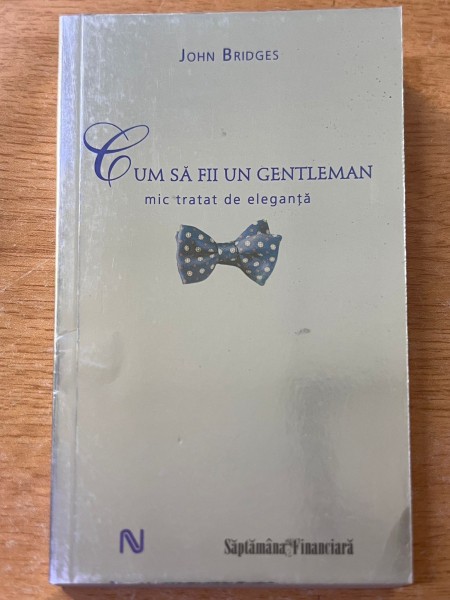 John Bridges
Cum să fii un gentleman
mic tratat de eleganță
N
Săptămâna Financiară